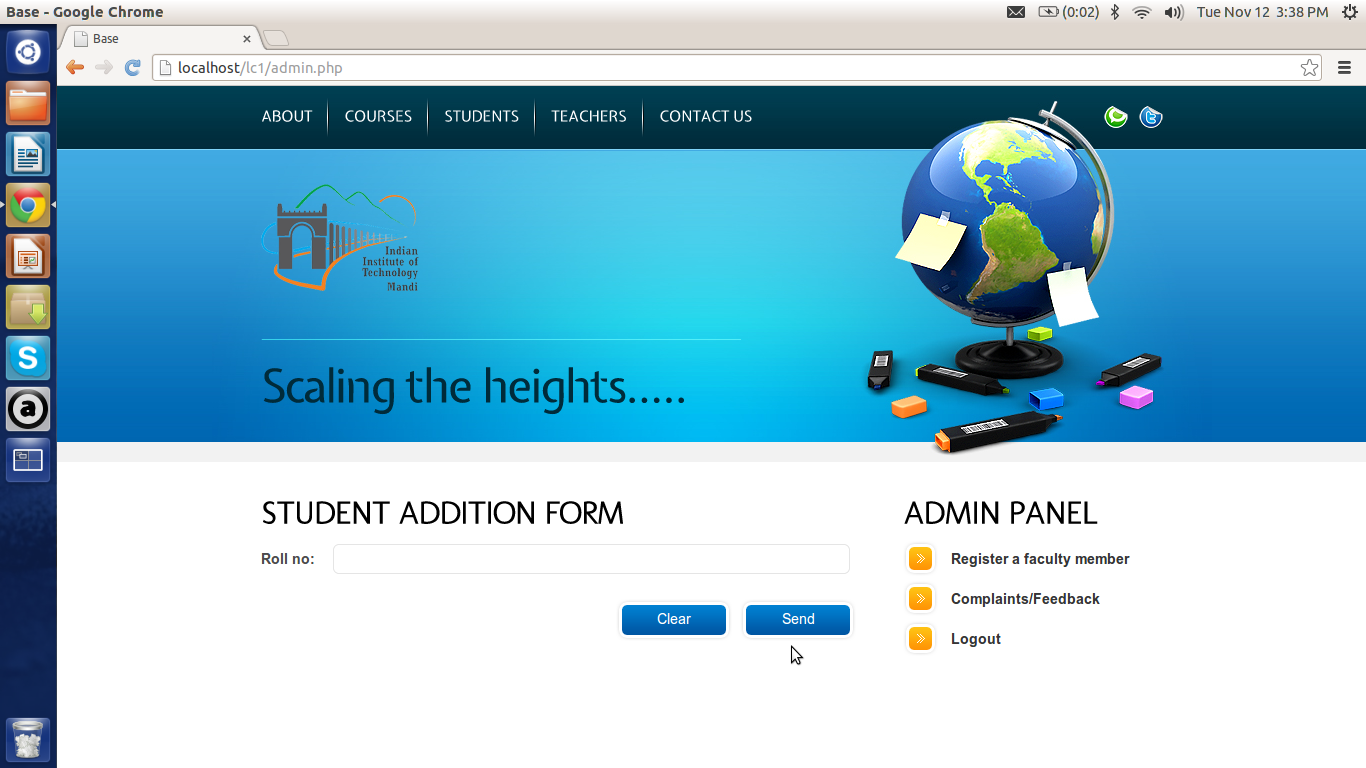 Base - Google Chrome
(0:02)
Tue Nov 12 3:38 PM
Base
localhost/lc1/admin.php
ABOUT
COURSES
STUDENTS
TEACHERS
CONTACT US
Indian
Institute of
Technology
Mandi
Scaling the heights.....
STUDENT ADDITION FORM
Roll no:
Clear
Send
ADMIN PANEL
Register a faculty member
Complaints/Feedback
Logout